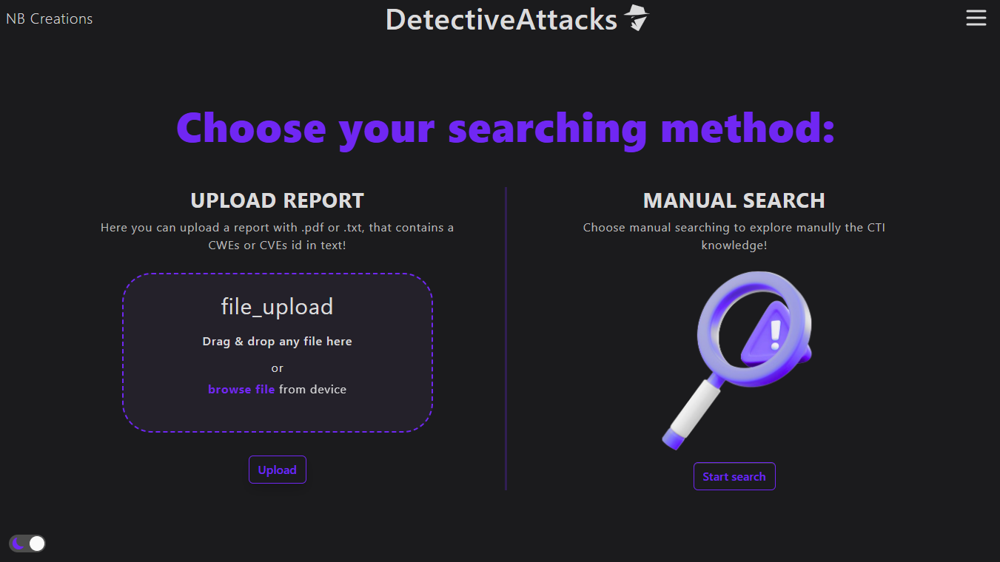 NB Creations
DetectiveAttacks
Choose your searching method:
UPLOAD REPORT
Here you can upload a report with .pdf or .txt, that contains a
CWEs or CVEs id in text!
file_upload
Drag & drop any file here
or
browse file from device
Upload
MANUAL SEARCH
Choose manual searching to explore manully the CTI
knowledge!
!
Start search